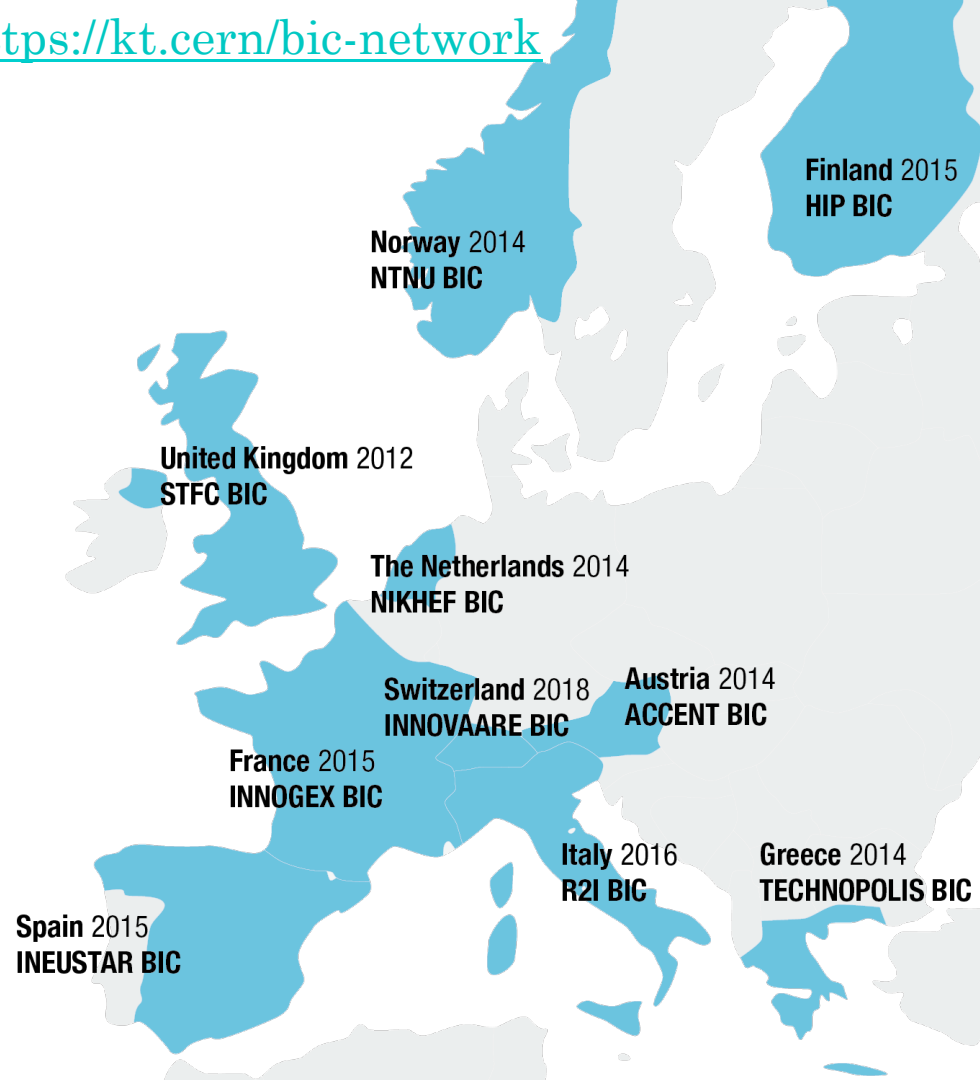 tps://kt.cern/bic-network
Finland 2015
HIP BIC
Norway 2014
NTNU BIC
United Kingdom 2012
STFC BIC
The Netherlands 2014
NIKHEF BIC
Switzerland 2018
INNOVAARE BIC
Austria 2014
ACCENT BIC
France 2015
INNOGEX BIC
Italy 2016
R2I BIC
Greece 2014
TECHNOPOLIS BIC
Spain 2015
INEUSTAR BIC